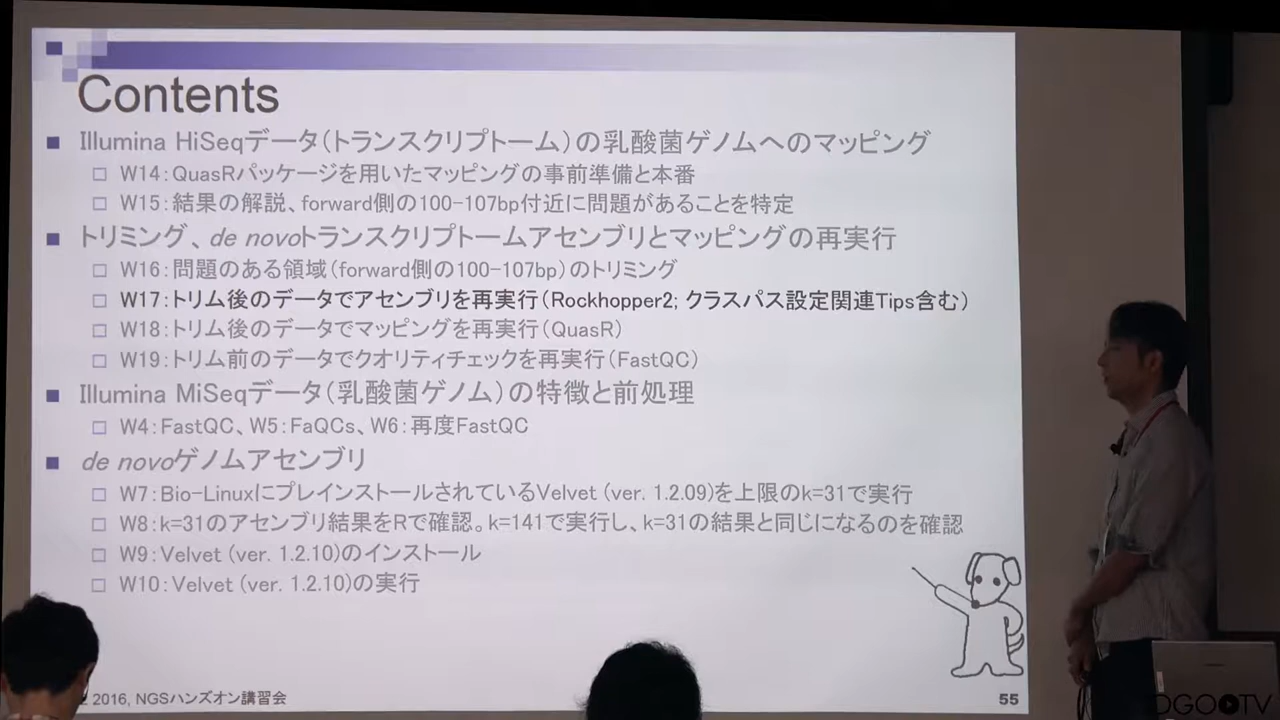 Contents
Illumina HiSeqデータ(トランスクリプトーム)の乳酸菌ゲノムへのマッピング
W14:QuasRパッケージを用いたマッピングの事前準備と本番
W15:結果の解説、forward側の100-107bp付近に問題があることを特定
トリミング、de novoトランスクリプトームアセンブリとマッピングの再実行
W16:問題のある領域(forward側の100-107bp)のトリミング
W17:トリム後のデータでアセンブリを再実行(Rockhopper2; クラスパス設定関連Tips含む)
W18:トリム後のデータでマッピングを再実行(QuasR)
W19:トリム前のデータでクオリティチェックを再実行(FastQC)
Illumina MiSeqデータ(乳酸菌ゲノム)の特徴と前処理
W4:FastQC、W5:FaQCs、W6:再度FastQC
de novoゲノムアセンブリ
W7:Bio-LinuxにプレインストールされているVelvet (ver. 1.2.09)を上限のk=31で実行
W8:k=31のアセンブリ結果をRで確認。k=141で実行し、k=31の結果と同じになるのを確認
W9:Velvet (ver. 1.2.10)のインストール
W10:Velvet (ver. 1.2.10)の実行
2016, NGSハンズオン講習会
55